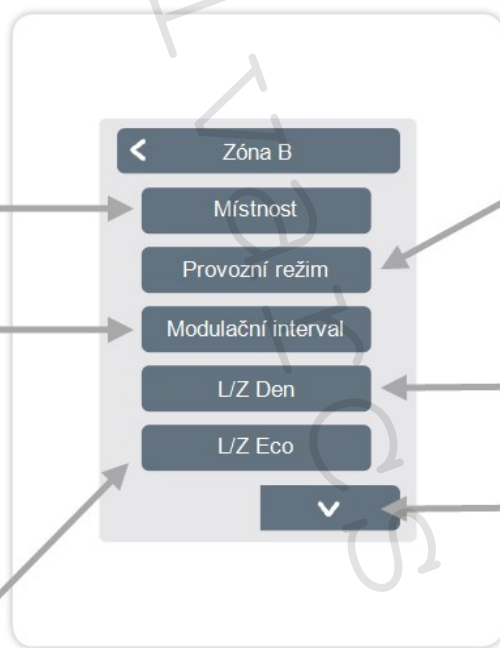 Zóna B
Místnost
Provozní režim
Modulační interval
L/Z Den
L/Z Eco